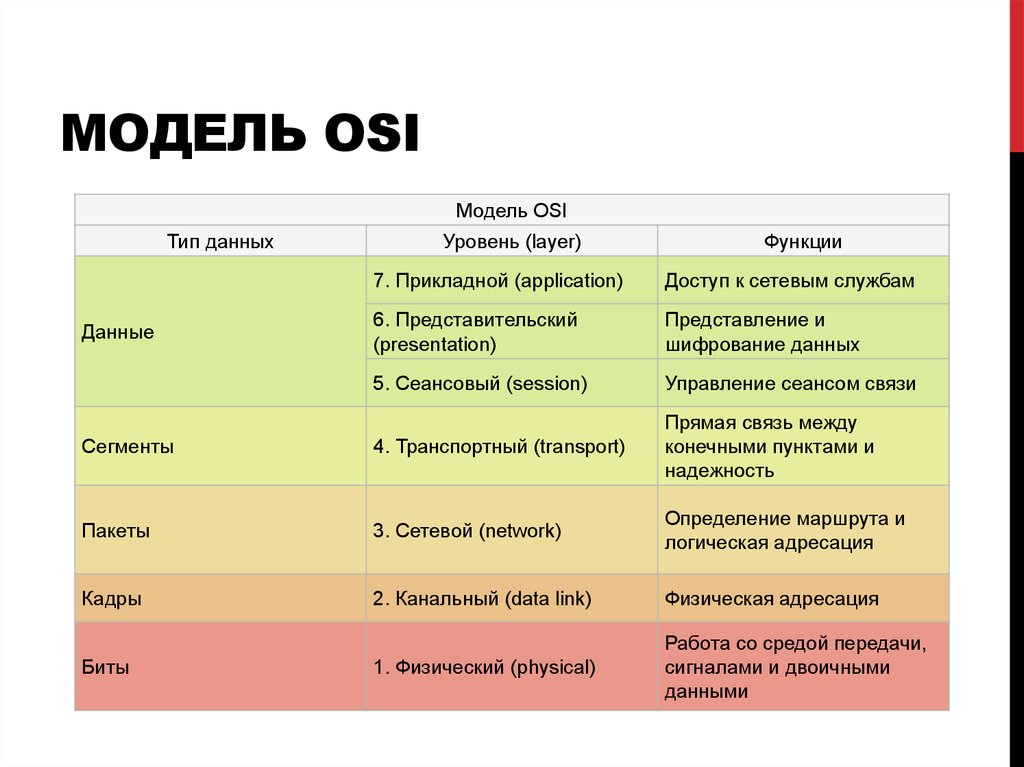 МОДЕЛЬ OSI
Модель OSI
Тип данных
Уровень (layer)
Функции
Данные
7. Прикладной (application)
Доступ к сетевым службам
6. Представительский
(presentation)
Представление и
шифрование данных
5. Сеансовый (session)
Управление сеансом связи
Сегменты
4. Транспортный (transport)
Прямая связь между
конечными пунктами и
надежность
Пакеты
3. Сетевой (network)
Определение маршрута и
логическая адресация
Кадры
2. Канальный (data link)
Физическая адресация
Биты
1. Физический (physical)
Работа со средой передачи,
сигналами и двоичными
данными